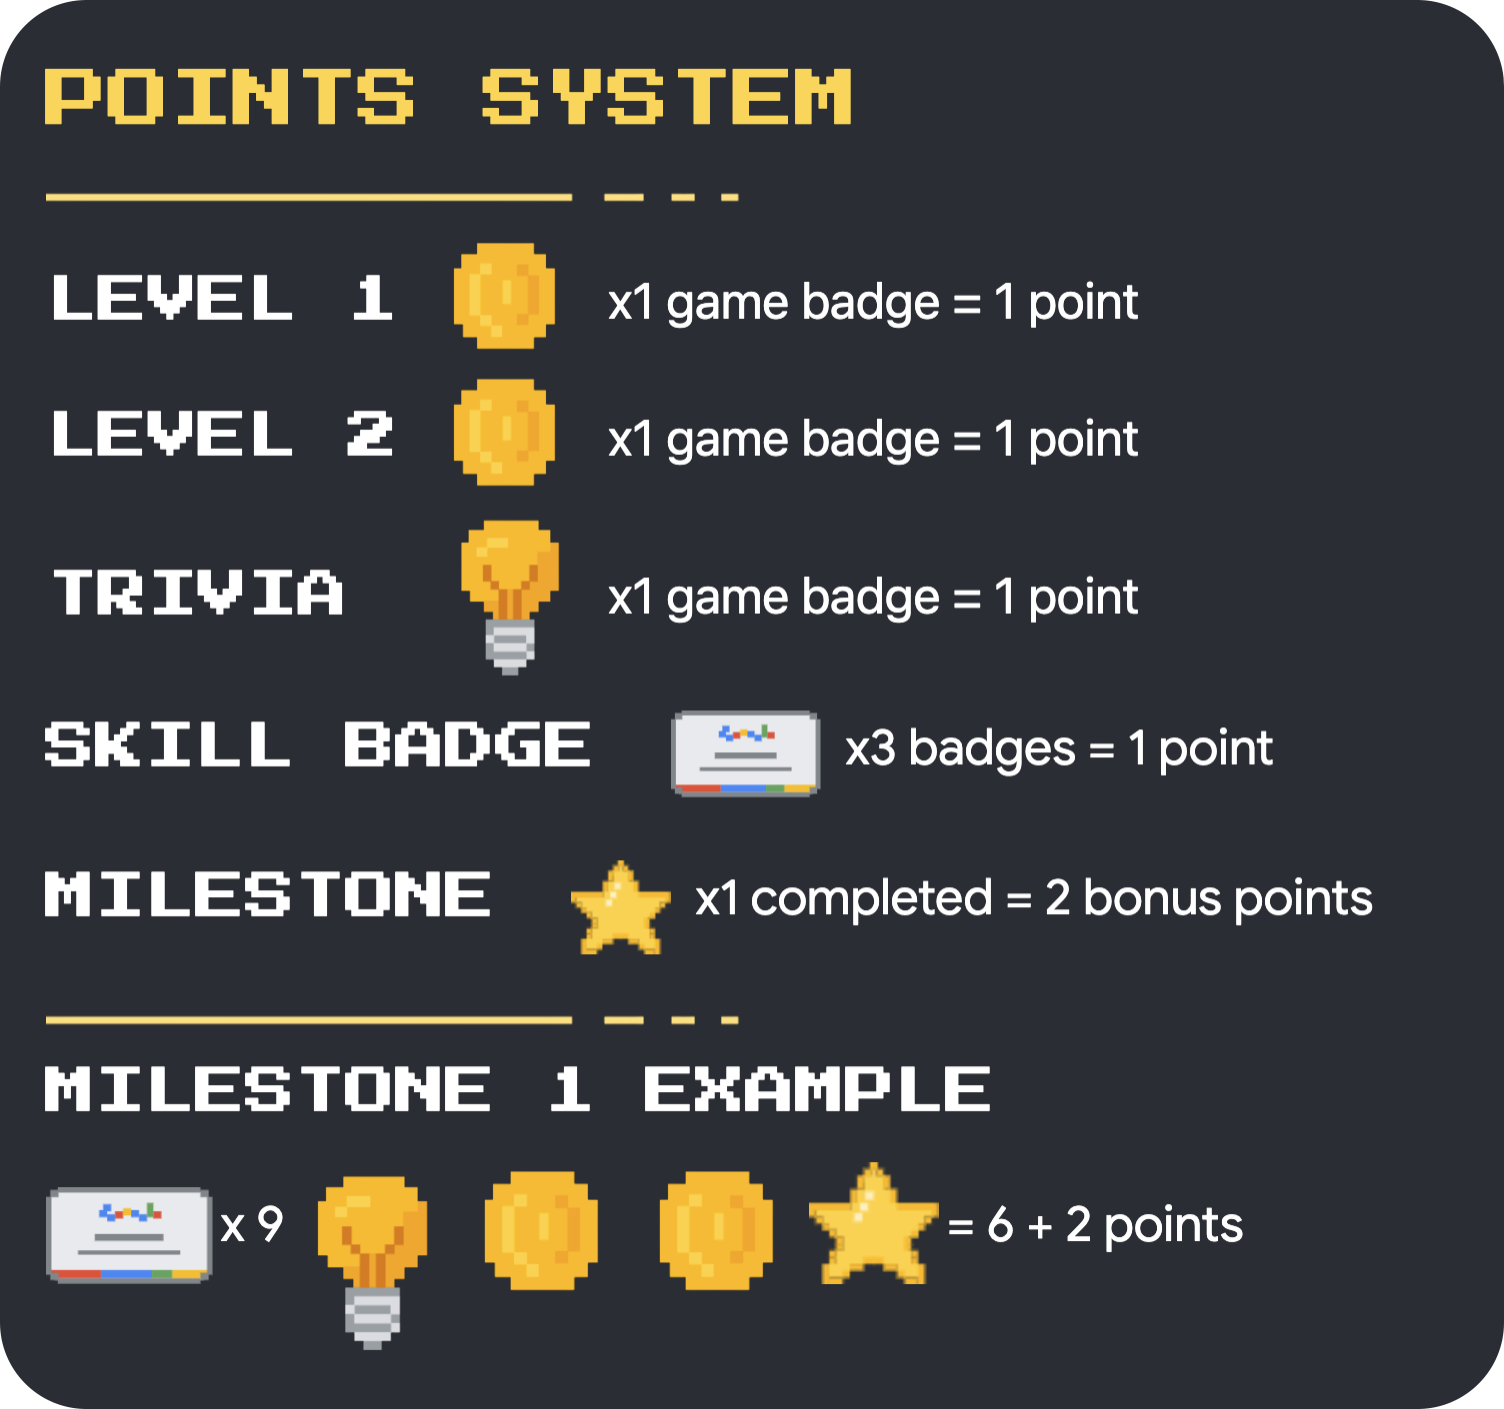 POINTS SYSTEM
LEVEL 1 x1 game badge = 1 point
LEVEL 2 x1 game badge = 1 point
TRIVIA x1 game badge = 1 point
SKILL BADGE x3 badges = 1 point
MILESTONE x1 completed = 2 bonus points
MILESTONE 1 EXAMPLE
x 9 = 6 + 2 points